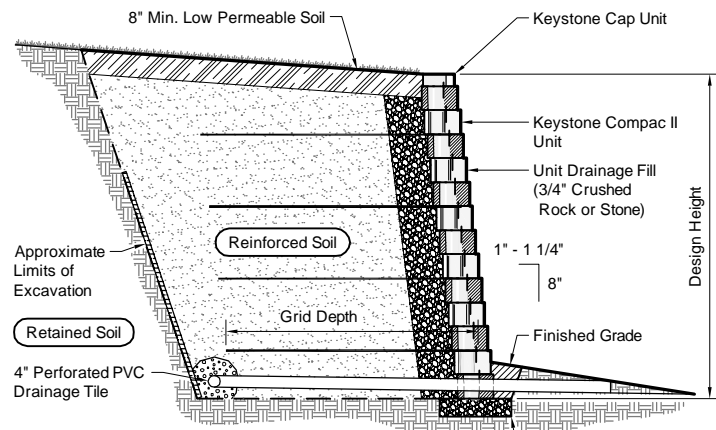 8" Min. Low Permeable Soil
Keystone Cap Unit
Keystone Compac II
Unit
Unit Drainage Fill
(3/4" Crushed
Rock or Stone)
Design Height
Reinforced Soil
1" - 1 1/4"
8"
Approximate
Limits of
Excavation
Grid Depth
Retained Soil
Finished Grade
4" Perforated PVC
Drainage Tile